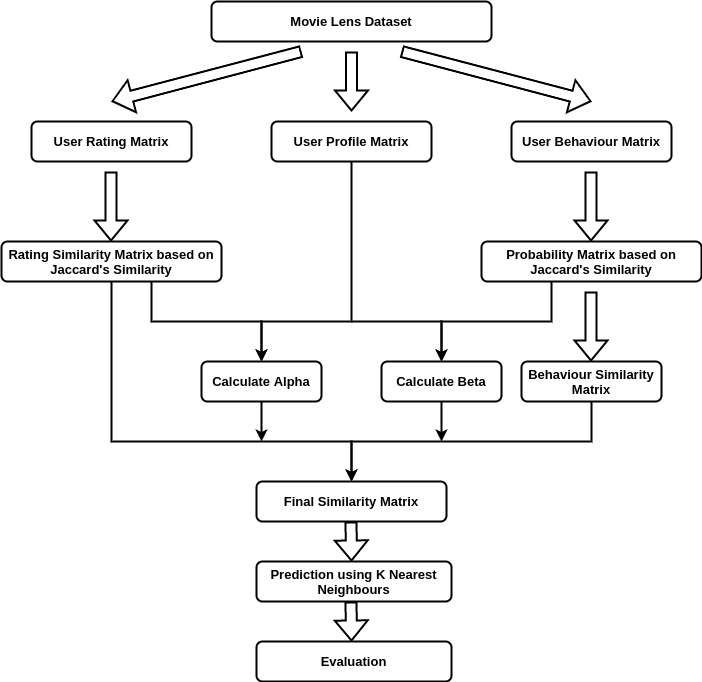 Movie Lens Dataset
User Rating Matrix
User Profile Matrix
User Behaviour Matrix
Rating Similarity Matrix based on
Jaccard's Similarity
Probability Matrix based on
Jaccard's Similarity
Calculate Alpha
Calculate Beta
Behaviour Similarity
Matrix
Final Similarity Matrix
Prediction using K Nearest
Neighbours
Evaluation